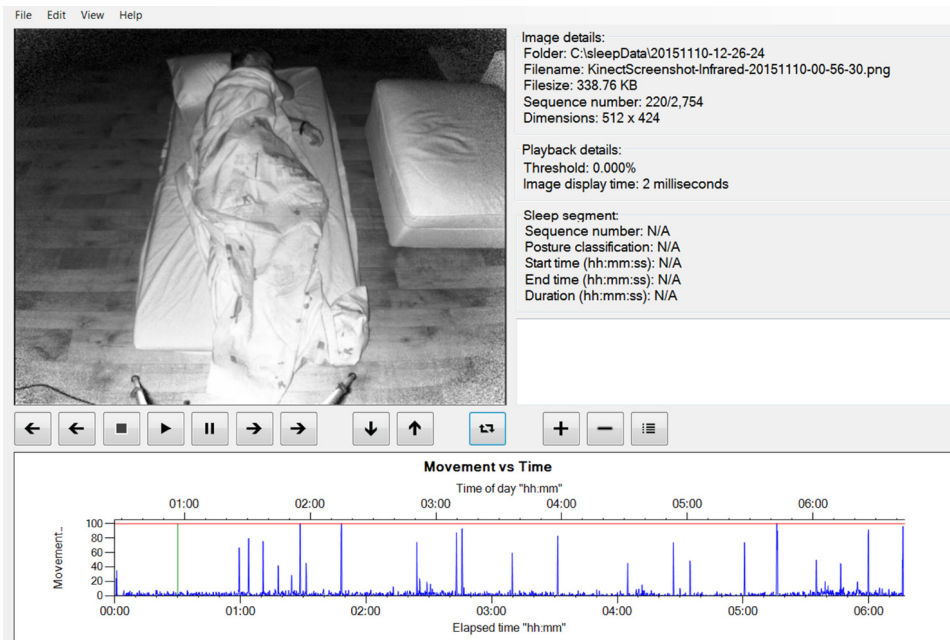 File Edit View Help
Image details:
Folder: C:\sleepData\20151110-12-26-24
Filename: KinectScreenshot-Infrared-20151110-00-56-30.png
Filesize: 338.76 KB
Sequence number: 220/2,754
Dimensions: 512 x 424
Playback details:
Threshold: 0.000%
Image display time: 2 milliseconds
Sleep segment:
Sequence number: N/A
Posture classification: N/A
Start time (hh:mm:ss): N/A
End time (hh:mm:ss): N/A
Duration (hh:mm:ss): N/A
Movement vs Time
Time of day "hh:mm"
01:00 02:00 03:00 04:00 05:00 06:00
Movement..
100
80
60
40
20
0
00:00 01:00 02:00 03:00 04:00 05:00 06:00
Elapsed time "hh:mm"